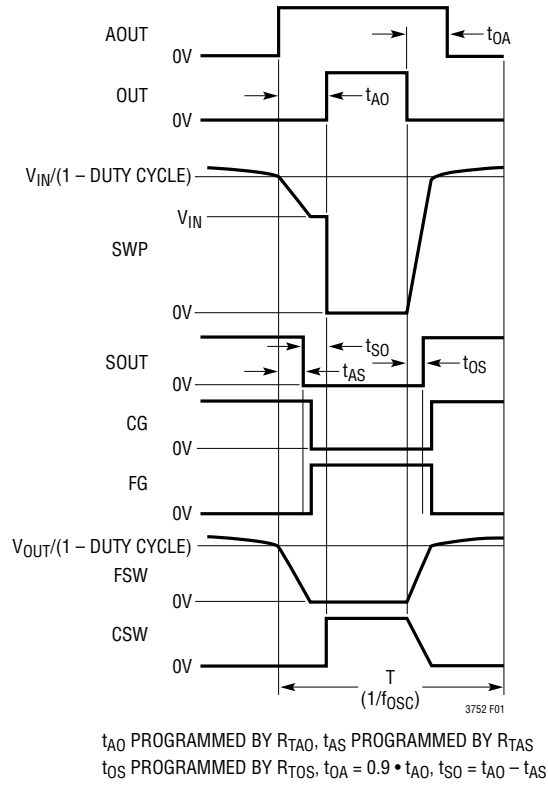 AOUT
t_OA
0V
OUT
t_AO
0V
V_IN/(1 – DUTY CYCLE)
V_IN
SWP
0V
t_SO
SOUT
t_OS
t_AS
0V
CG
0V
FG
0V
V_OUT/(1 – DUTY CYCLE)
FSW
0V
CSW
0V
T
(1/f_OSC)
3752 F01
t_AO PROGRAMMED BY R_TAO, t_AS PROGRAMMED BY R_TAS
t_OS PROGRAMMED BY R_TOS, t_OA = 0.9 • t_AO, t_SO = t_AO – t_AS